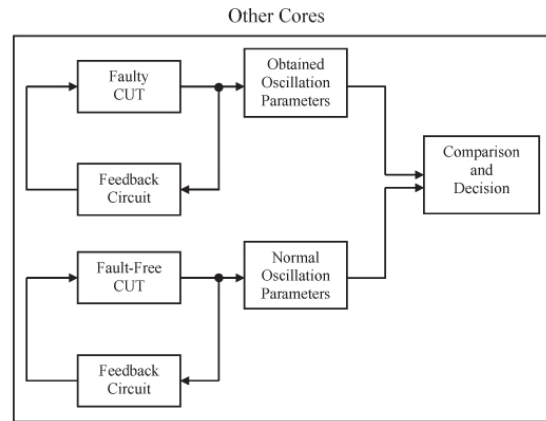 Other Cores
Faulty
CUT
Obtained
Oscillation
Parameters
Comparison
and
Decision
Feedback
Circuit
Fault-Free
CUT
Normal
Oscillation
Parameters
Feedback
Circuit